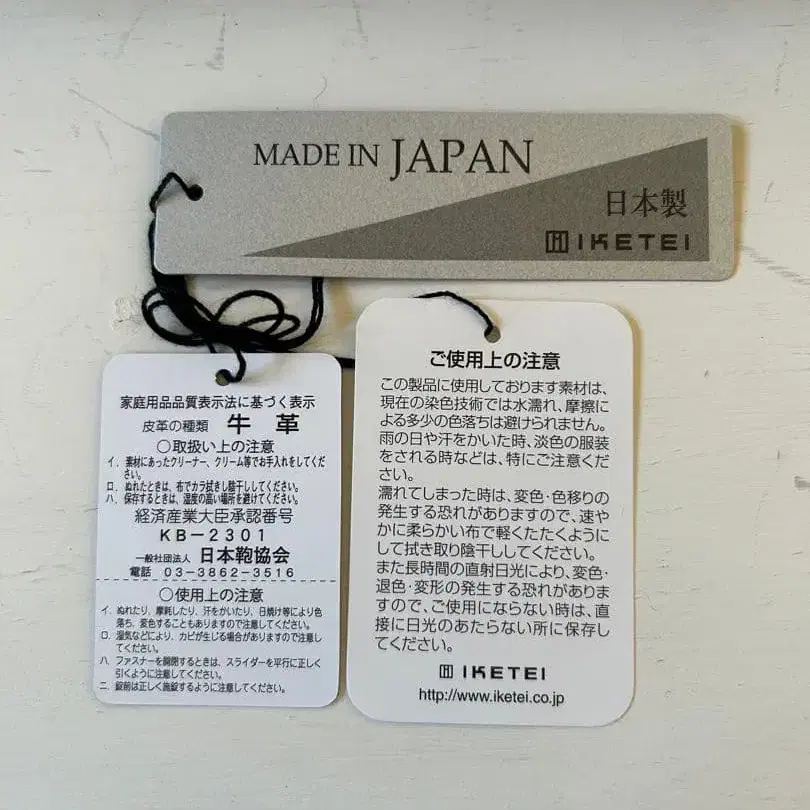 MADE IN JAPAN
日本製
IKETEI
家庭用品品質表示法に基づく表示
皮革の種類 牛革
○取扱い上の注意
イ. 素材にあったクリーナー、クリーム等でお手入れをしてくだ
さい。
ロ. ぬれたときは、布でカラ拭きし陰干ししてください。
ハ. 保存するときは、湿度の高い場所を避けてください。
経済産業大臣承認番号
KB-2301
一般社団法人 日本鞄協会
電話 03-3862-3516
○使用上の注意
イ. ぬれたり、摩耗したり、汗をかいたり、日焼け等により色
落ち、変色することもありますので注意してください。
ロ. 湿気などにより、カビが生じる場合がありますので注意し
てください。
ハ. ファスナーを開閉するときは、スライダーを平行に正しく
引くように注意してください。
ニ. 錠前は正しく施錠するように注意してください。
ご使用上の注意
この製品に使用しております素材は、
現在の染色技術では水濡れ、摩擦に
よる多少の色落ちは避けられません。
雨の日や汗をかいた時、淡色の服装
をされる時などは、特にご注意くだ
さい。
濡れてしまった時は、変色・色移りの
発生する恐れがありますので、速や
かに柔らかい布で軽くたたくように
して拭き取り陰干ししてください。
また長時間の直射日光により、変色・
退色・変形の発生する恐れがありま
すので、ご使用にならない時は、直
接に日光のあたらない所に保存し
てください。
IKETEI
http://www.iketei.co.jp